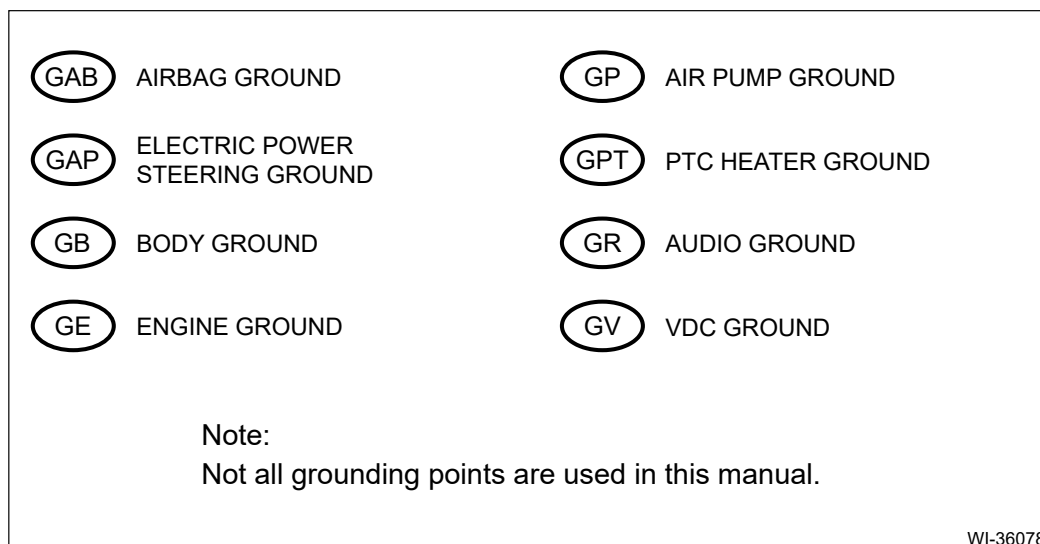 GAB AIRBAG GROUND
GAP ELECTRIC POWER
STEERING GROUND
GB BODY GROUND
GE ENGINE GROUND
GP AIR PUMP GROUND
GPT PTC HEATER GROUND
GR AUDIO GROUND
GV VDC GROUND
Note:
Not all grounding points are used in this manual.
WI-36078